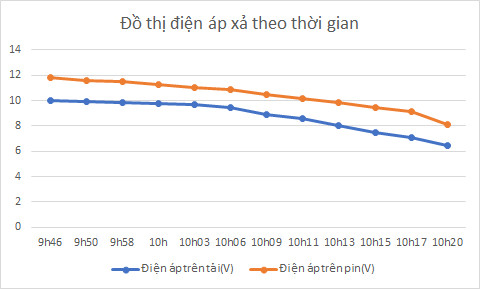 Đồ thị điện áp xả theo thời gian
14
12
10
8
6
4
2
0
9h46 9h50 9h58 10h 10h03 10h06 10h09 10h11 10h13 10h15 10h17 10h20
Điện áp trên tải(V) Điện áp trên pin(V)